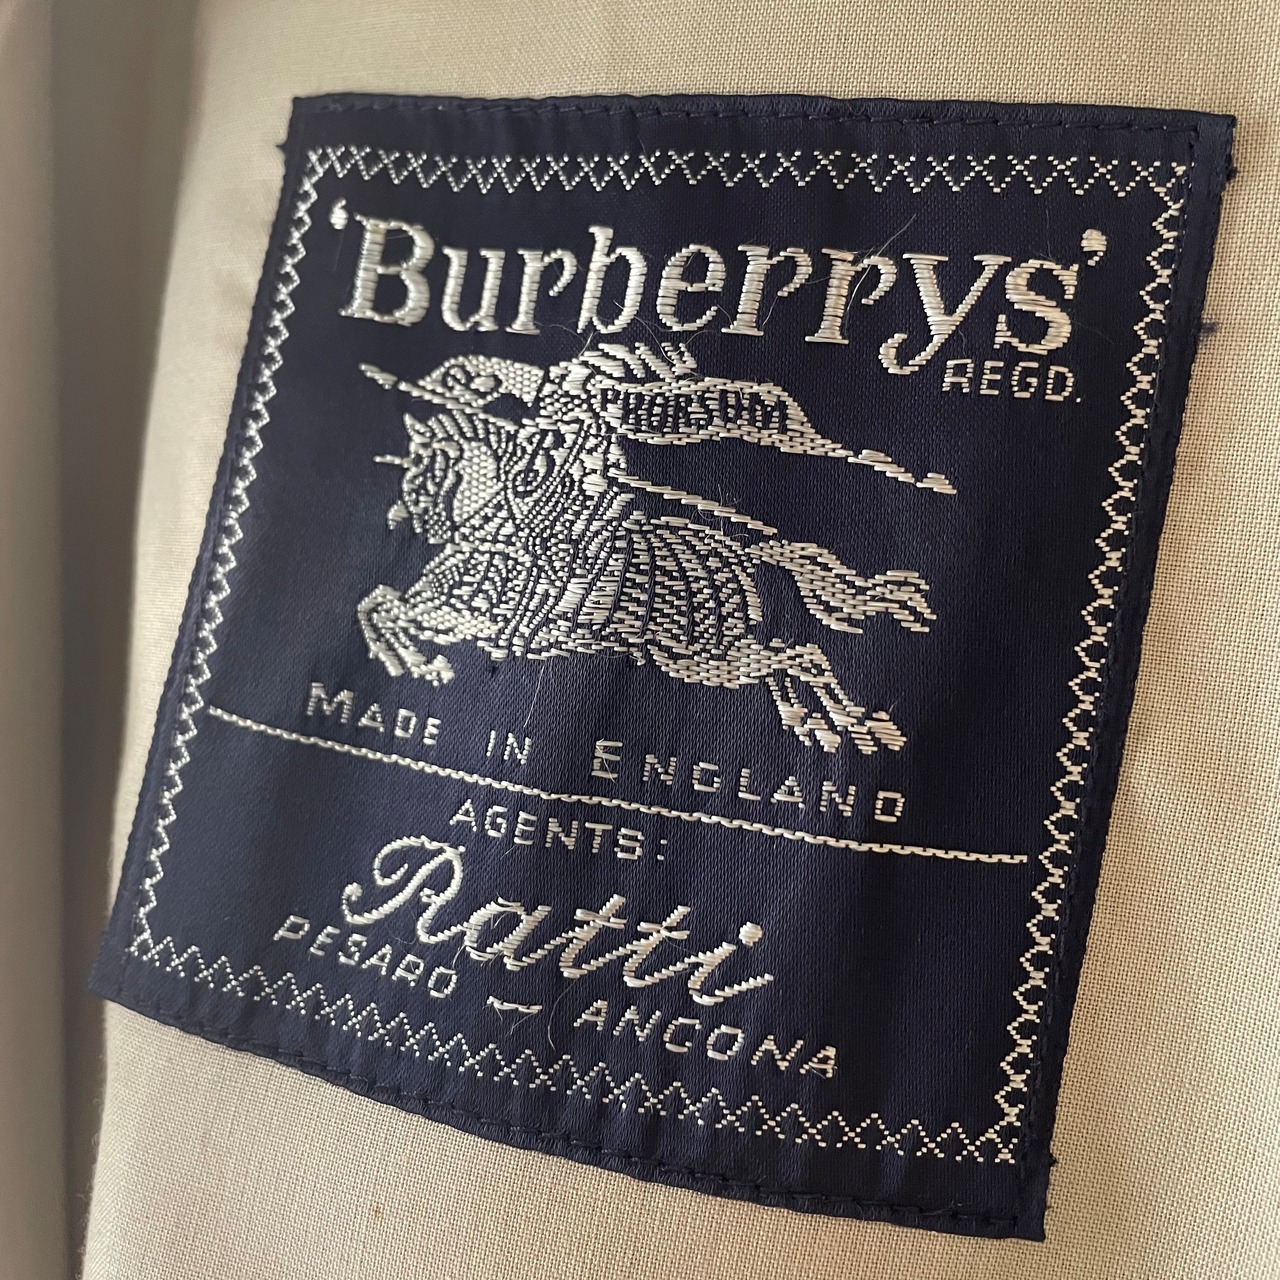 'Burberrys'
REGD.
PRORSUM
MADE IN ENGLAND
AGENTS:
Ratti
PESARO — ANCONA